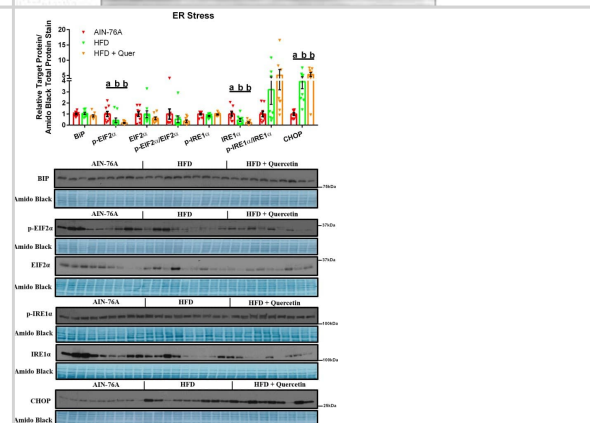 ER Stress
AIN-76A
HFD
HFD + Quer
Relative Target Protein/
Amido Black Total Protein Stain
20
15
10
5
5
4
3
2
1
0
a b b
a b b
a b b
BiP
p-EIF2α
EIF2α
p-EIF2α/EIF2α
p-IRE1α
IRE1α
p-IRE1α/IRE1α
CHOP
AIN-76A HFD HFD + Quercetin
BIP
75kDa
Amido Black
AIN-76A HFD HFD + Quercetin
p-EIF2α
37kDa
Amido Black
EIF2α
37kDa
Amido Black
AIN-76A HFD HFD + Quercetin
p-IRE1α
100kDa
Amido Black
IRE1α
100kDa
Amido Black
AIN-76A HFD HFD + Quercetin
CHOP
25kDa
Amido Black